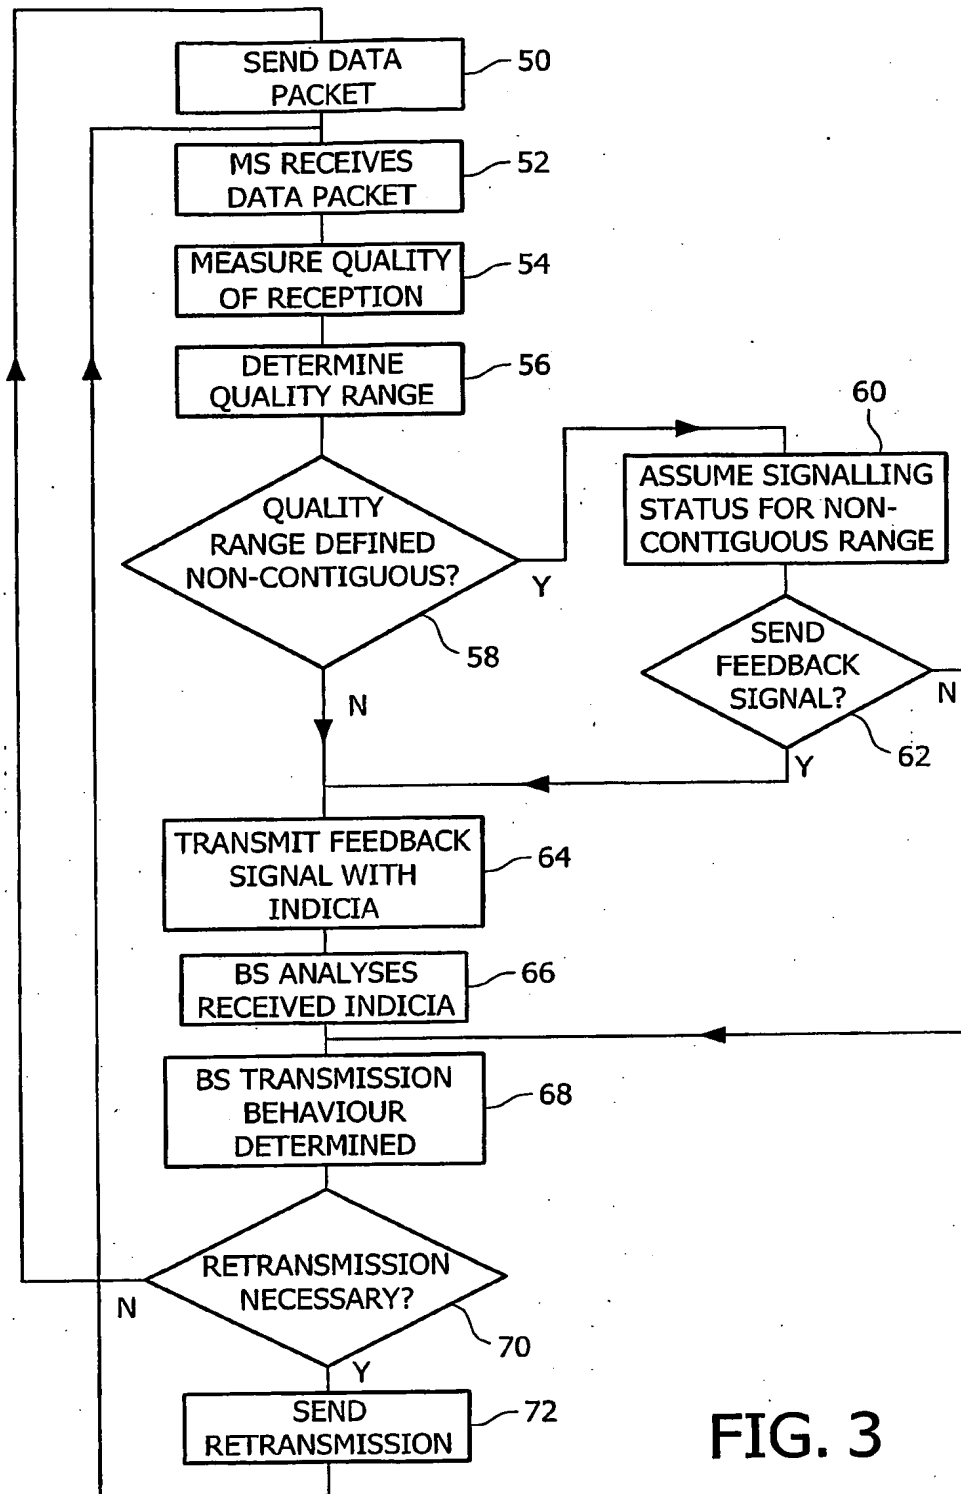 SEND DATA
PACKET
50
MS RECEIVES
DATA PACKET
52
MEASURE QUALITY
OF RECEPTION
54
DETERMINE
QUALITY RANGE
56
QUALITY
RANGE DEFINED
NON-CONTIGUOUS?
Y
58
N
60
ASSUME SIGNALLING
STATUS FOR NON-
CONTIGUOUS RANGE
SEND
FEEDBACK
SIGNAL?
N
62
Y
TRANSMIT FEEDBACK
SIGNAL WITH
INDICIA
64
BS ANALYSES
RECEIVED INDICIA
66
BS TRANSMISSION
BEHAVIOUR
DETERMINED
68
RETRANSMISSION
NECESSARY?
N
70
Y
SEND
RETRANSMISSION
72
FIG. 3